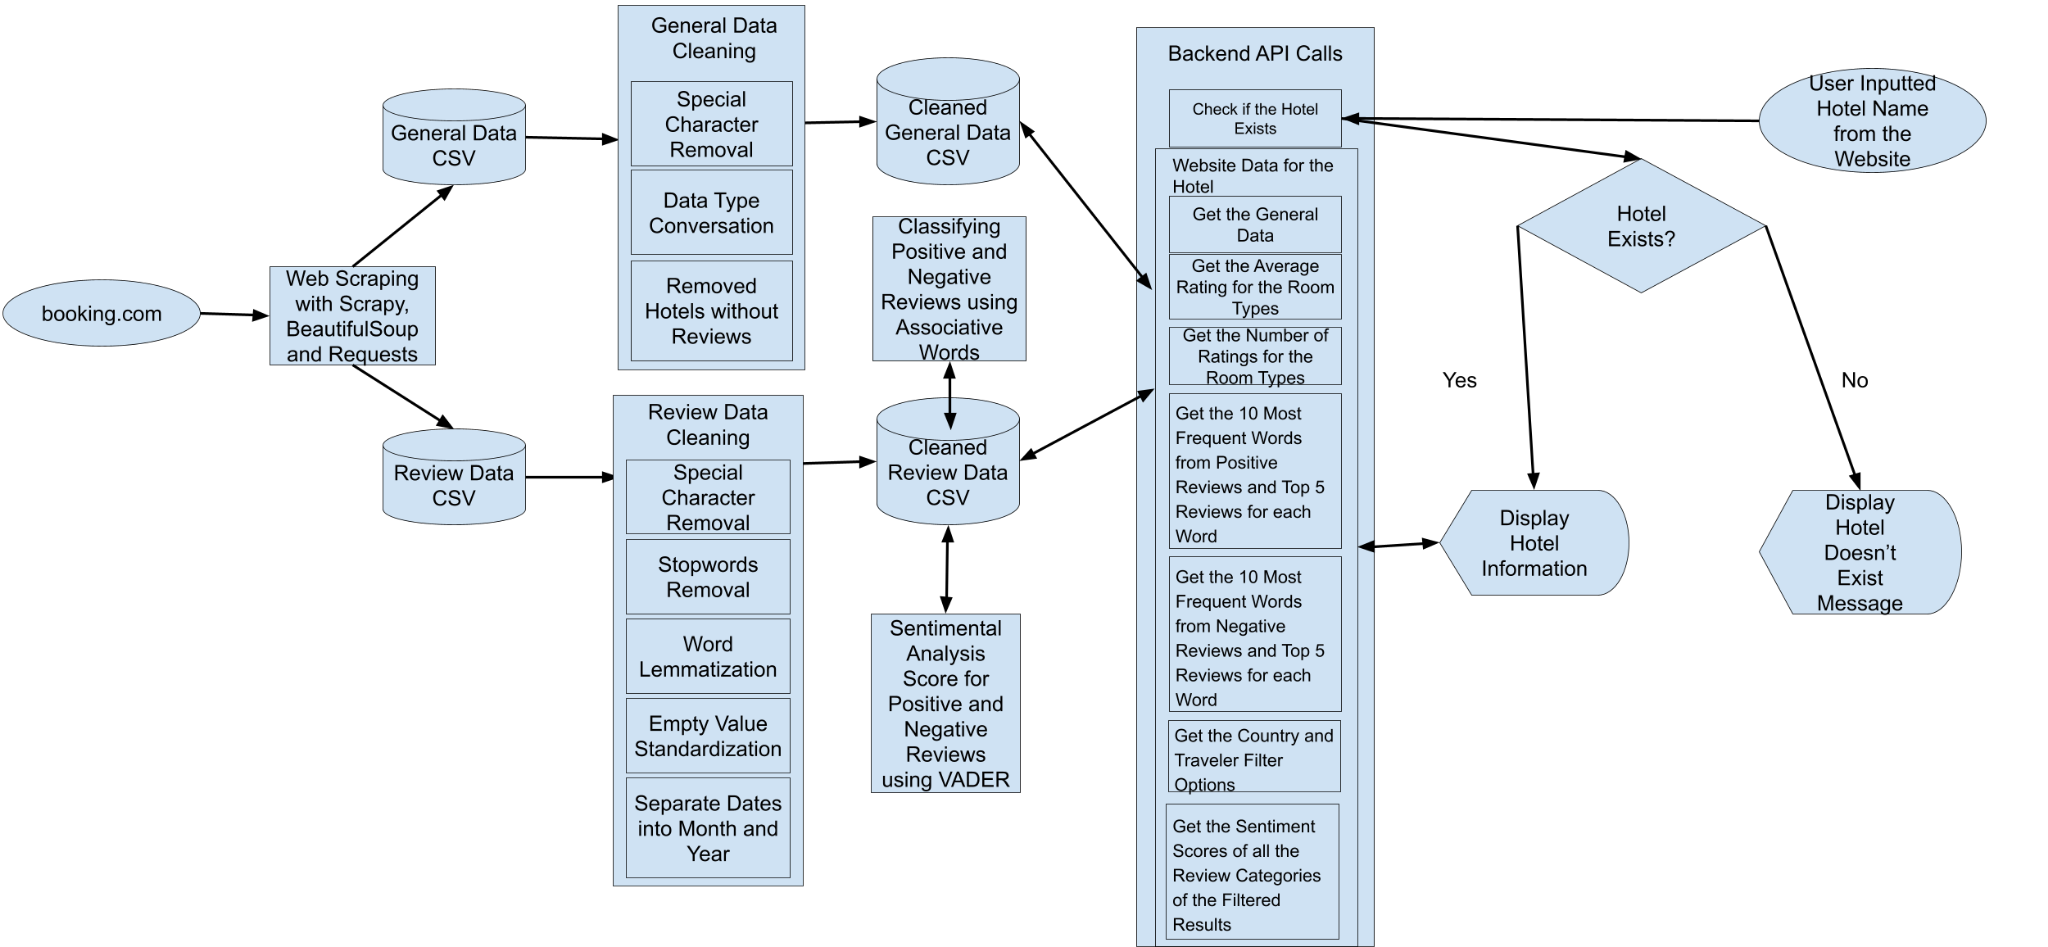 booking.com
Web Scraping
with Scrapy,
BeautifulSoup
and Requests
General Data
CSV
Review Data
CSV
General Data
Cleaning
Special
Character
Removal
Data Type
Conversation
Removed
Hotels without
Reviews
Review Data
Cleaning
Special
Character
Removal
Stopwords
Removal
Word
Lemmatization
Empty Value
Standardization
Separate Dates
into Month and
Year
Cleaned
General Data
CSV
Classifying
Positive and
Negative
Reviews using
Associative
Words
Cleaned
Review Data
CSV
Sentimental
Analysis
Score for
Positive and
Negative
Reviews
using VADER
Backend API Calls
Check if the Hotel
Exists
Website Data for the
Hotel
Get the General
Data
Get the Average
Rating for the Room
Types
Get the Number of
Ratings for the
Room Types
Get the 10 Most
Frequent Words
from Positive
Reviews and Top 5
Reviews for each
Word
Get the 10 Most
Frequent Words
from Negative
Reviews and Top 5
Reviews for each
Word
Get the Country and
Traveler Filter
Options
Get the Sentiment
Scores of all the
Review Categories
of the Filtered
Results
User Inputted
Hotel Name
from the
Website
Hotel
Exists?
Yes
No
Display
Hotel
Information
Display
Hotel
Doesn't
Exist
Message